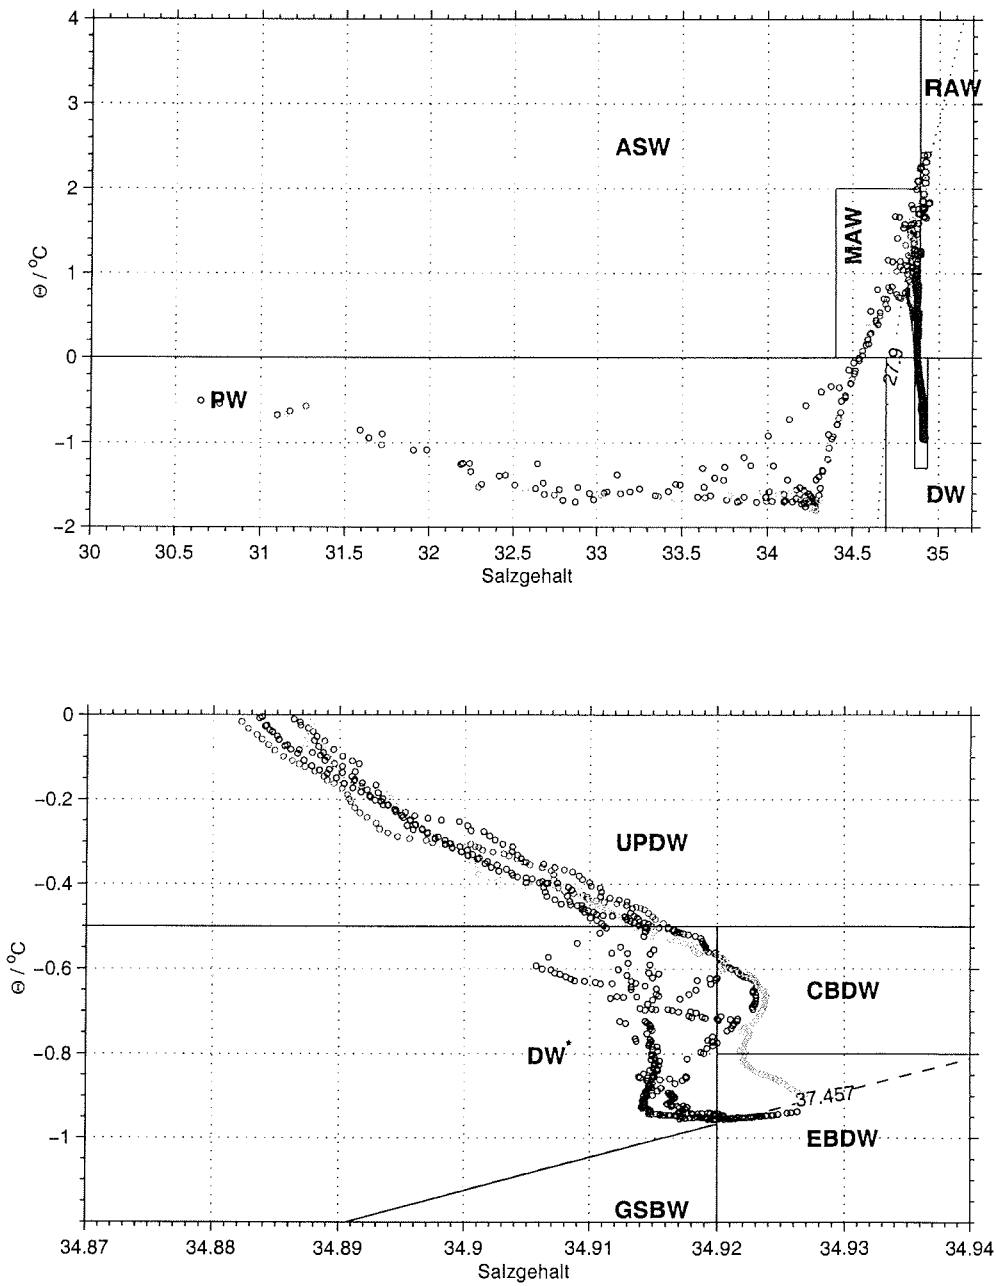 4
RAW
3
ASW
2
MAW
Θ / °C
1
0
27.9
PW
−1
DW
−2
30 30.5 31 31.5 32 32.5 33 33.5 34 34.5 35
Salzgehalt
0
−0.2
UPDW
−0.4
Θ / °C
−0.6
CBDW
DW*
−0.8
37.457
−1
EBDW
GSBW
34.87 34.88 34.89 34.9 34.91 34.92 34.93 34.94
Salzgehalt